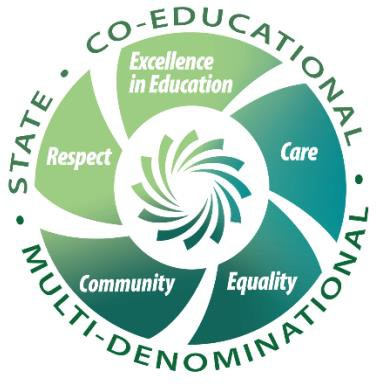 STATE • CO-EDUCATIONAL •
MULTI-DENOMINATIONAL •
Excellence
in Education
Care
Equality
Community
Respect